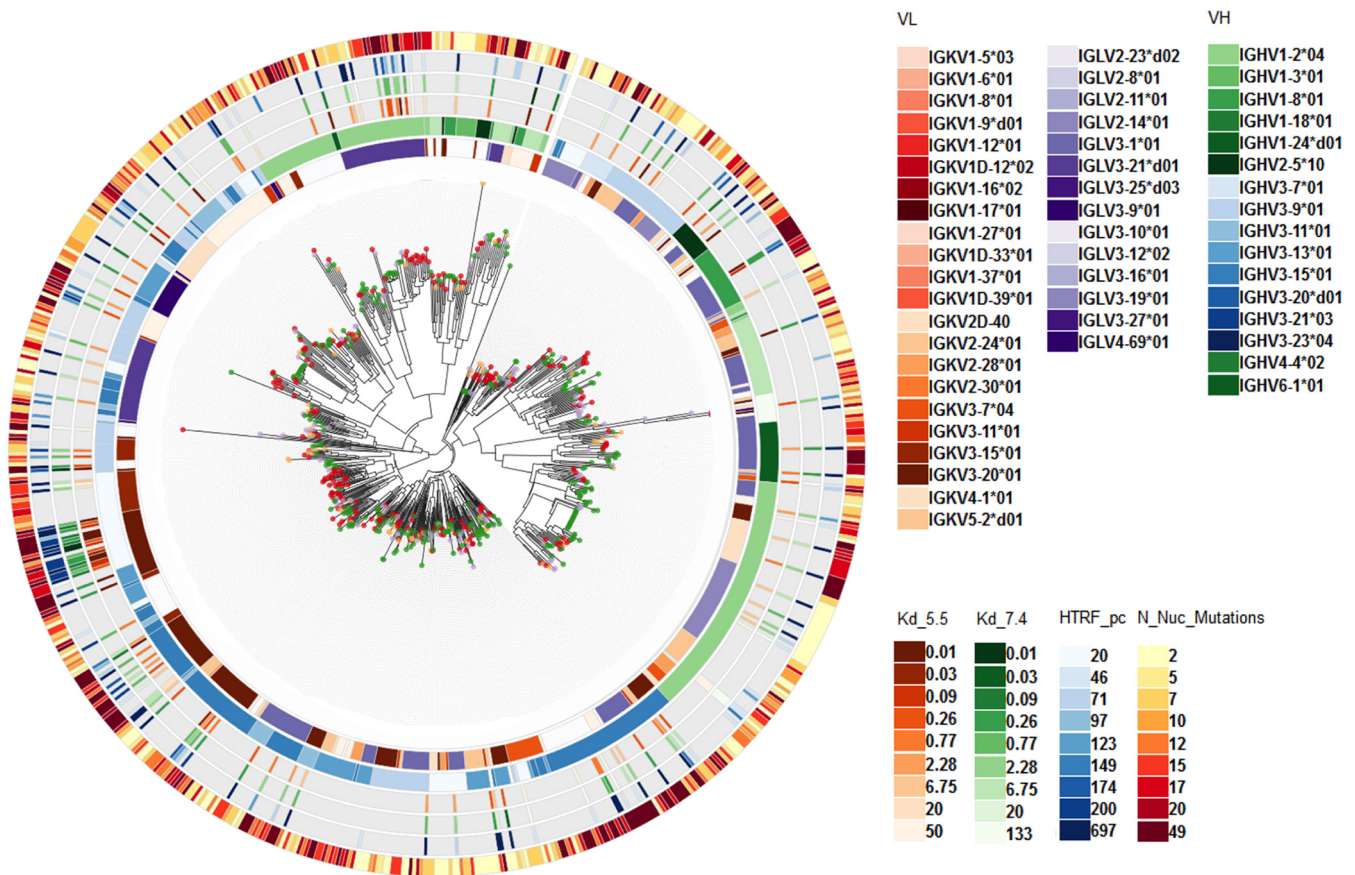 VL
VH
IGKV1-5*03
IGKV1-6*01
IGKV1-8*01
IGKV1-9*d01
IGKV1-12*01
IGKV1D-12*02
IGKV1-16*02
IGKV1-17*01
IGKV1-27*01
IGKV1D-33*01
IGKV1-37*01
IGKV1D-39*01
IGKV2D-40
IGKV2-24*01
IGKV2-28*01
IGKV2-30*01
IGKV3-7*04
IGKV3-11*01
IGKV3-15*01
IGKV3-20*01
IGKV4-1*01
IGKV5-2*d01
IGLV2-23*d02
IGLV2-8*01
IGLV2-11*01
IGLV2-14*01
IGLV3-1*01
IGLV3-21*d01
IGLV3-25*d03
IGLV3-9*01
IGLV3-10*01
IGLV3-12*02
IGLV3-16*01
IGLV3-19*01
IGLV3-27*01
IGLV4-69*01
IGHV1-2*04
IGHV1-3*01
IGHV1-8*01
IGHV1-18*01
IGHV1-24*d01
IGHV2-5*10
IGHV3-7*01
IGHV3-9*01
IGHV3-11*01
IGHV3-13*01
IGHV3-15*01
IGHV3-20*d01
IGHV3-21*03
IGHV3-23*04
IGHV4-4*02
IGHV6-1*01
Kd_5.5
0.01
0.03
0.09
0.26
0.77
2.28
6.75
20
50
Kd_7.4
0.01
0.03
0.09
0.26
0.77
2.28
6.75
20
133
HTRF_pc
20
46
71
97
123
149
174
200
697
N_Nuc_Mutations
2
5
7
10
12
15
17
20
49